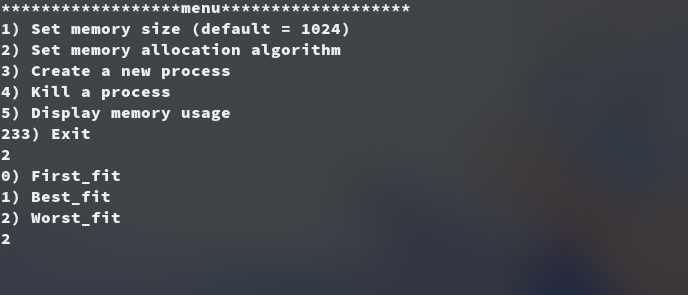 ******************menu*******************
1) Set memory size (default = 1024)
2) Set memory allocation algorithm
3) Create a new process
4) Kill a process
5) Display memory usage
233) Exit
2
0) First_fit
1) Best_fit
2) Worst_fit
2